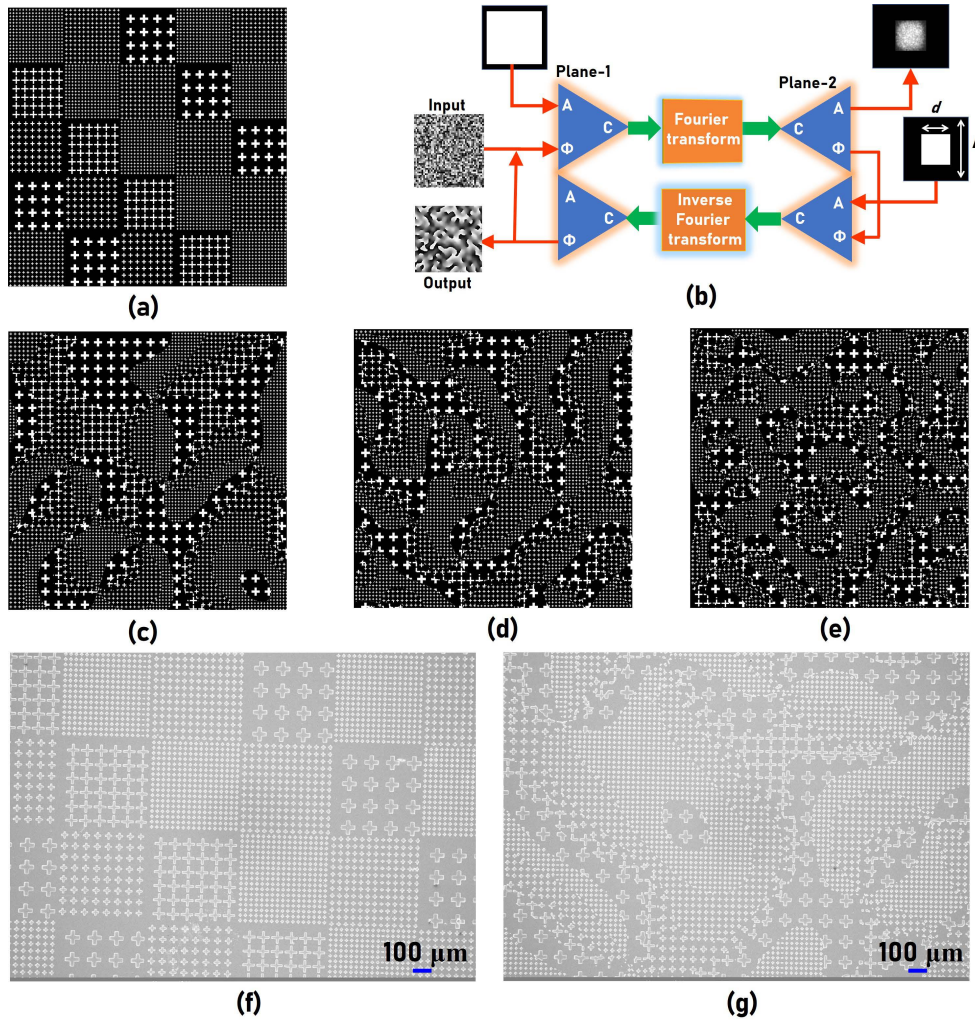 (a)
Plane-1
Input
A
C
Φ
Fourier
transform
Plane-2
A
C
Φ
d
A
C
Φ
Inverse
Fourier
transform
A
C
Φ
Output
(b)
(c)
(d)
(e)
100 μm
(f)
100 μm
(g)